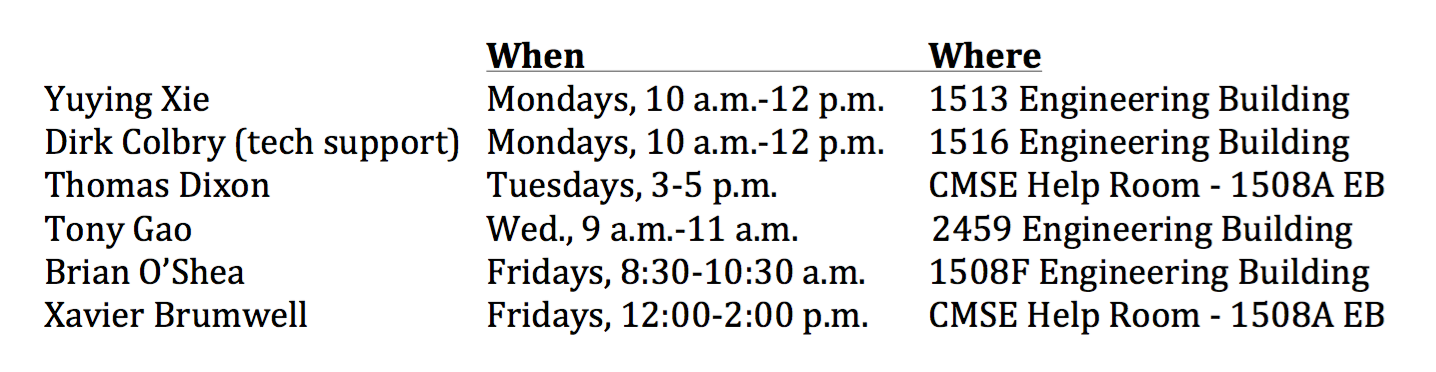 When Where
Yuying Xie Mondays, 10 a.m.-12 p.m. 1513 Engineering Building
Dirk Colbry (tech support) Mondays, 10 a.m.-12 p.m. 1516 Engineering Building
Thomas Dixon Tuesdays, 3-5 p.m. CMSE Help Room - 1508A EB
Tony Gao Wed., 9 a.m.-11 a.m. 2459 Engineering Building
Brian O’Shea Fridays, 8:30-10:30 a.m. 1508F Engineering Building
Xavier Brumwell Fridays, 12:00-2:00 p.m. CMSE Help Room - 1508A EB